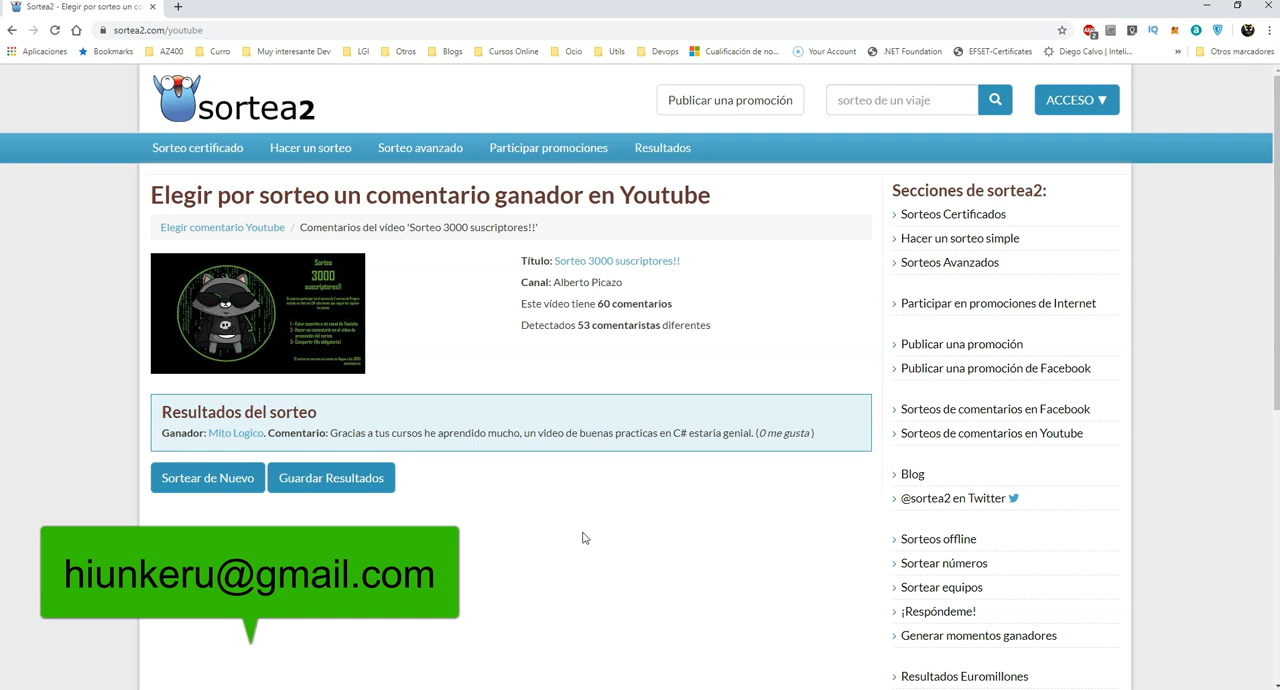 Sortea2 - Elegir por sorteo un co
sortea2.com/youtube
Aplicaciones Bookmarks AZ400 Curro Muy interesante Dev LGI Otros Blogs Cursos Online Ocio Utils Devops Cualificación de no... Your Account .NET Foundation EFSET-Certificates Diego Calvo | Inteli... » Otros marcadores
sortea2
Publicar una promoción
sorteo de un viaje
ACCESO ▼
Sorteo certificado Hacer un sorteo Sorteo avanzado Participar promociones Resultados
Elegir por sorteo un comentario ganador en Youtube
Elegir comentario Youtube / Comentarios del vídeo 'Sorteo 3000 suscriptores!!'
Sorteo
3000
suscriptores!!
Título: Sorteo 3000 suscriptores!!
Canal: Alberto Picazo
Este vídeo tiene 60 comentarios
Detectados 53 comentaristas diferentes
Resultados del sorteo
Ganador: Mito Logico. Comentario: Gracias a tus cursos he aprendido mucho, un video de buenas practicas en C# estaria genial. (0 me gusta )
Sortear de Nuevo
Guardar Resultados
hiunkeru@gmail.com
Secciones de sortea2:
Sorteos Certificados
Hacer un sorteo simple
Sorteos Avanzados
Participar en promociones de Internet
Publicar una promoción
Publicar una promoción de Facebook
Sorteos de comentarios en Facebook
Sorteos de comentarios en Youtube
Blog
@sortea2 en Twitter
Sorteos offline
Sortear números
Sortear equipos
¡Respóndeme!
Generar momentos ganadores
Resultados Euromillones